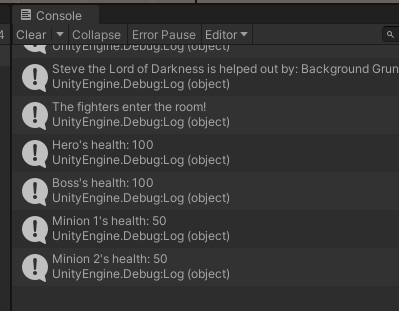 Console
4 Clear Collapse Error Pause Editor
UnityEngine.Debug:Log (object)
Steve the Lord of Darkness is helped out by: Background Grun
UnityEngine.Debug:Log (object)
The fighters enter the room!
UnityEngine.Debug:Log (object)
Hero's health: 100
UnityEngine.Debug:Log (object)
Boss's health: 100
UnityEngine.Debug:Log (object)
Minion 1's health: 50
UnityEngine.Debug:Log (object)
Minion 2's health: 50
UnityEngine.Debug:Log (object)